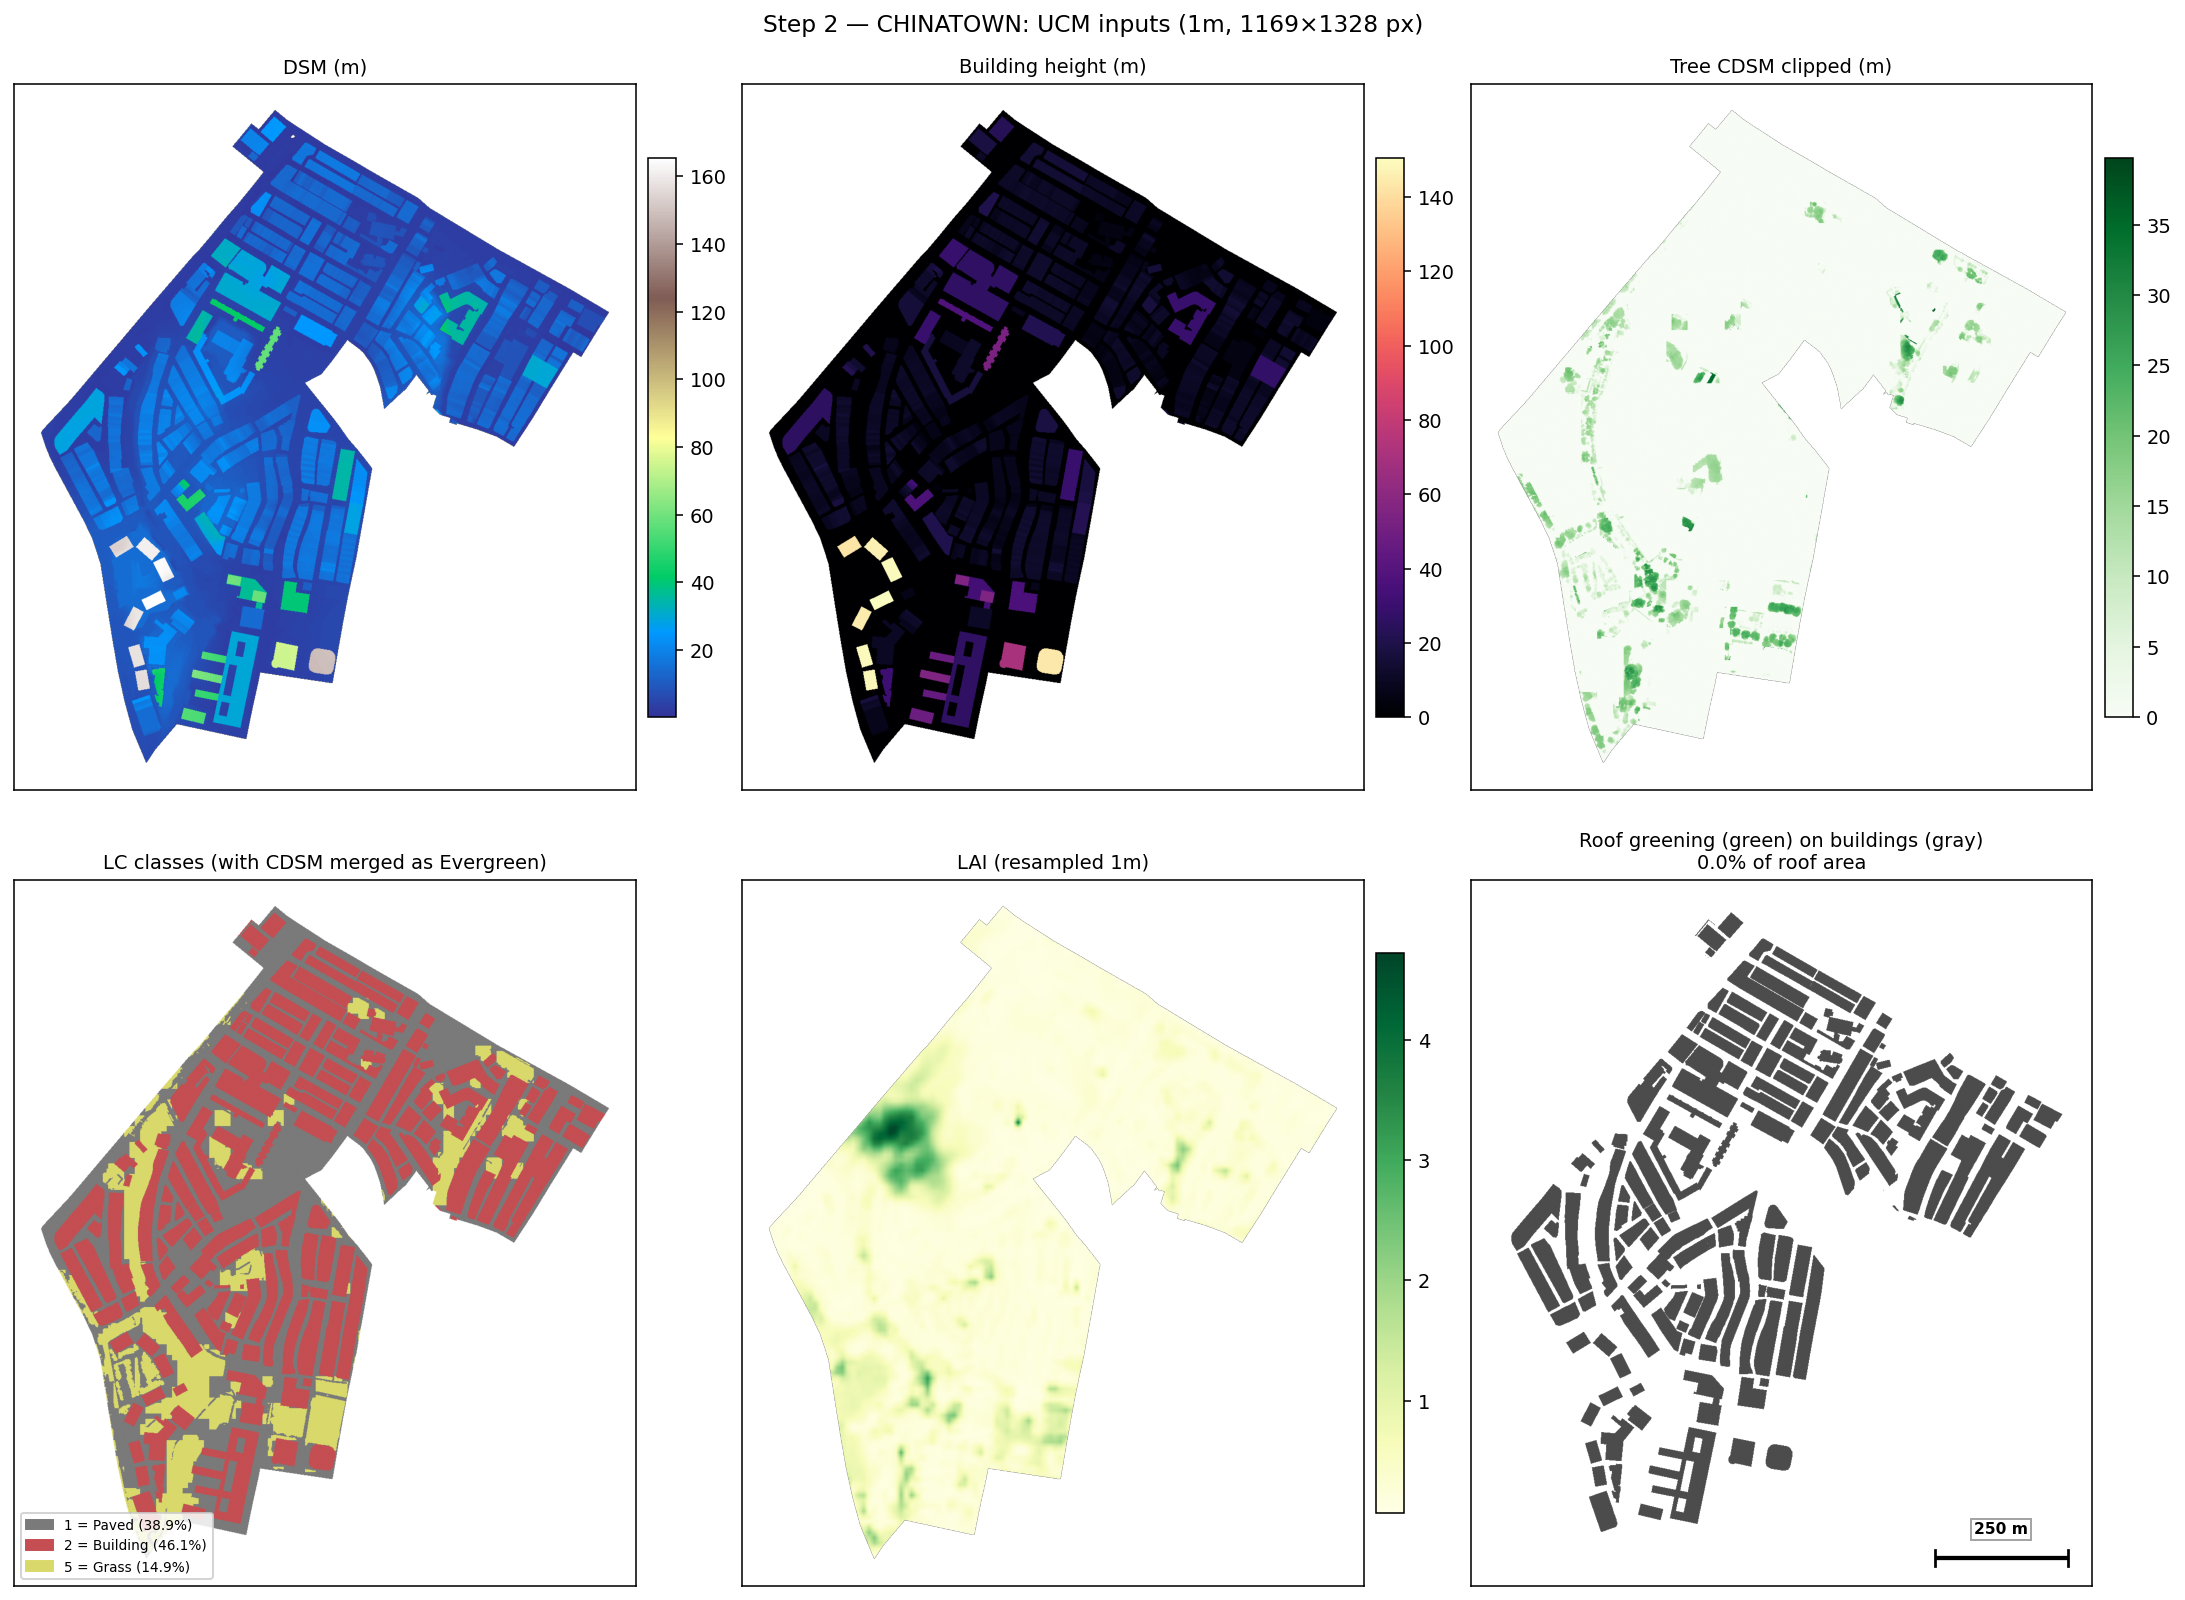 Step 2 — CHINATOWN: UCM inputs (1m, 1169×1328 px)
DSM (m)
160
140
120
100
80
60
40
20
Building height (m)
140
120
100
80
60
40
20
0
Tree CDSM clipped (m)
35
30
25
20
15
10
5
0
LC classes (with CDSM merged as Evergreen)
1 = Paved (38.9%)
2 = Building (46.1%)
5 = Grass (14.9%)
LAI (resampled 1m)
4
3
2
1
Roof greening (green) on buildings (gray)
0.0% of roof area
250 m